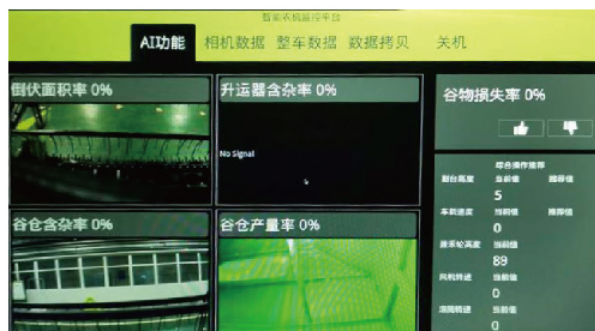 智能农机监控平台
AI功能 相机数据 整车数据 数据拷贝 关机
倒伏面积率 0%
升运器含杂率 0%
谷物损失率 0%
No Signal
综合操作推荐
割台高度 当前值 推荐值
5
谷仓含杂率 0%
谷仓产量率 0%
车前速度 当前值 推荐值
0
拨禾轮高度 当前值
89
风机转速 当前值
0
滚筒转速 当前值
0